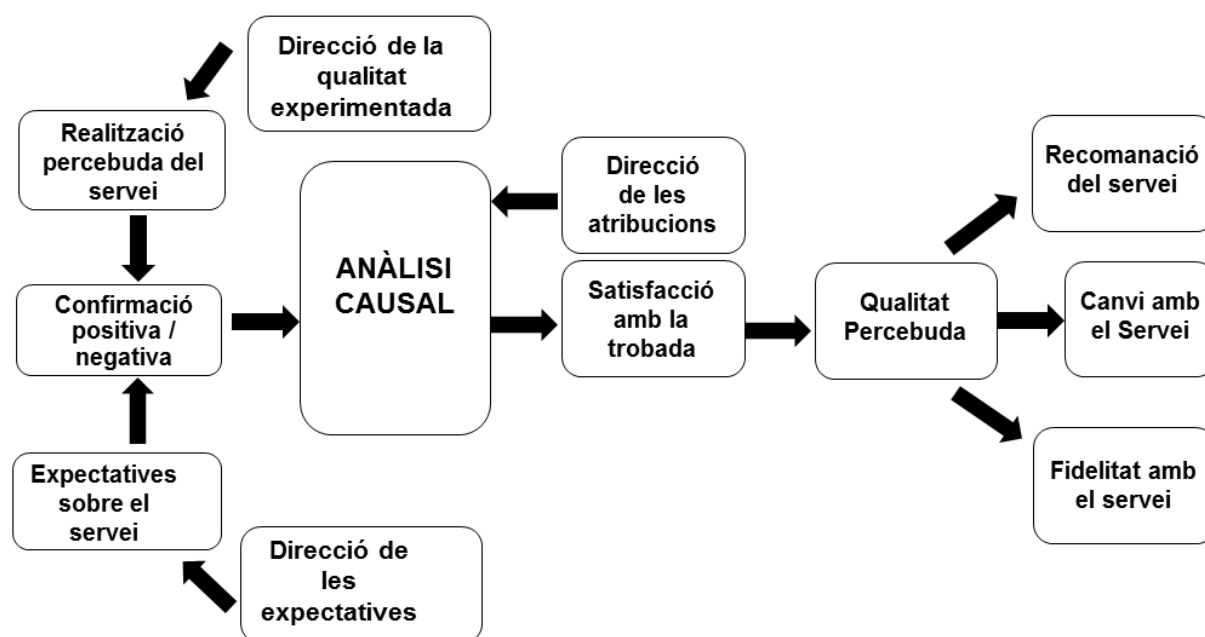 Direcció de la
qualitat
experimentada
Realització
percebuda del
servei
Direcció
de les
atribucions
Recomanació
del servei
ANÀLISI
CAUSAL
Confirmació
positiva /
negativa
Satisfacció
amb la
trobada
Qualitat
Percebuda
Canvi amb
el Servei
Expectatives
sobre el
servei
Fidelitat amb
el servei
Direcció de
les
expectatives